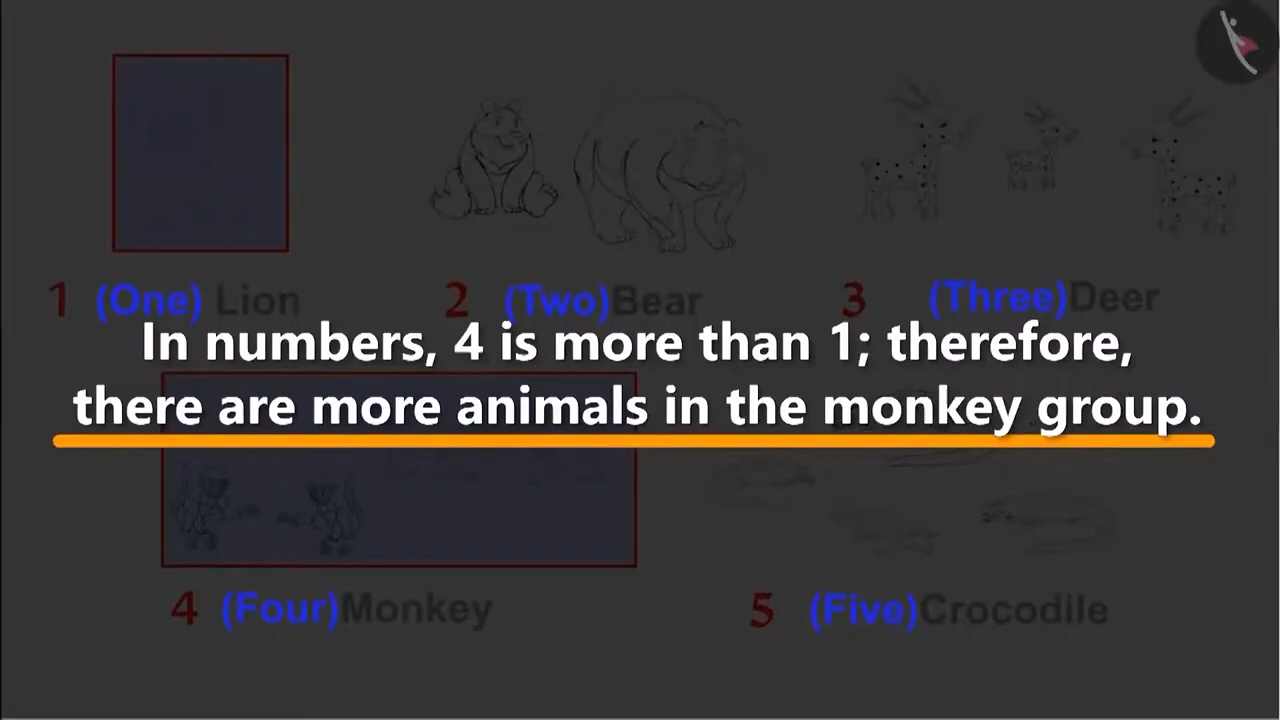 1 (One) Lion 2 (Two)Bear 3 (Three)Deer
In numbers, 4 is more than 1; therefore,
there are more animals in the monkey group.
4 (Four)Monkey 5 (Five)Crocodile